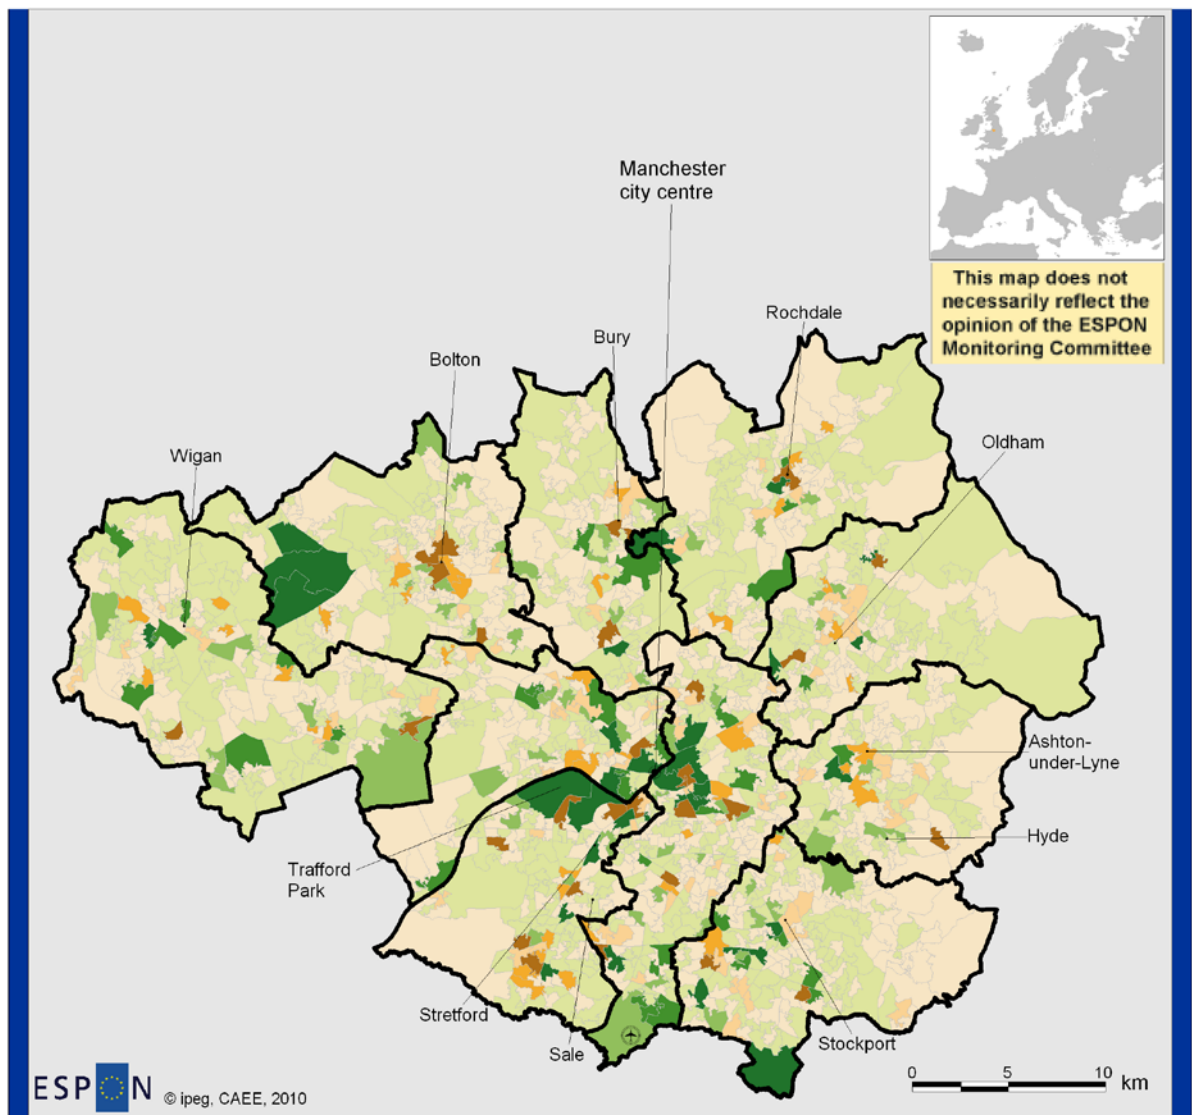 Manchester
city centre
This map does not
necessarily reflect the
opinion of the ESPON
Monitoring Committee
Rochdale
Bury
Bolton
Oldham
Wigan
Ashton-
under-Lyne
Hyde
Trafford
Park
Stretford
Sale
Stockport
0 5 10 km
ESPON © ipeg, CAEE, 2010